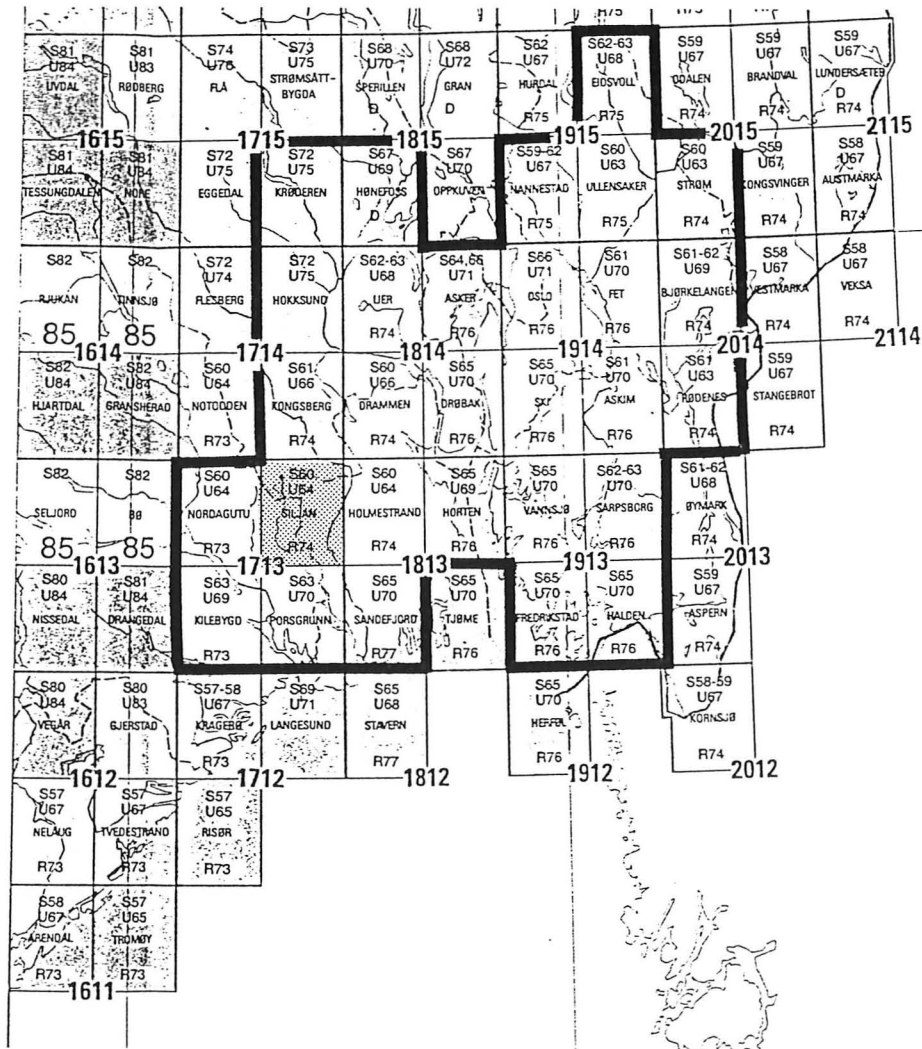 R75
R73
R74
S81
U84
UVDAL
S81
U83
RØDBERG
S74
U76
FLÅ
S73
U75
STRØMSÅTT-
BYGDA
S68
U70
SPERILLEN
D
S68
U72
GRAN
D
S62
U67
HURDAL
R75
S62-63
U68
EIDSVOLL
R75
S59
U67
ODALEN
R74
S59
U67
BRANDVAL
R74
S59
U67
LUNDERSÆTER
D
R74
1615
1715
1815
1915
2015
2115
S81
U84
TESSUNGDALEN
S81
U84
NORE
S72
U75
EGGEDAL
S72
U75
KRØDEREN
S67
U69
HØNEFOSS
D
S67
U70
OPPKUVEN
S59-62
U67
NANNESTAD
R75
S60
U63
ULLENSAKER
R75
S60
U63
STRØM
R74
S59
U67
KONGSVINGER
R74
S58
U67
AUSTMARKA
R74
S82
RJUKAN
85
S82
TINNSJØ
85
S72
U74
FLESBERG
S72
U75
HOKKSUND
S62-63
U68
LIER
R74
S64,66
U71
ASKER
R76
S66
U71
OSLO
R76
S61
U70
FET
R76
S61-62
U69
BJØRKELANGEN
R74
S58
U67
VESTMARKA
R74
S58
U67
VEKSA
R74
1614
1714
1814
1914
2014
2114
S82
U84
HJARTDAL
S82
U84
GRANSHERAD
S60
U64
NOTODDEN
R73
S61
U66
KONGSBERG
R74
S60
U66
DRAMMEN
R74
S65
U70
DRØBAK
R76
S65
U70
SKI
R76
S61
U70
ASKIM
R76
S61
U63
RØDENES
R74
S59
U67
STANGEBROT
R74
S82
SELJORD
85
S82
BØ
85
S60
U64
NORDAGUTU
R73
S60
U64
SILJAN
R74
S60
U64
HOLMESTRAND
R74
S65
U69
HORTEN
R76
S65
U70
VANNSJØ
R76
S62-63
U70
SARPSBORG
R76
S61-62
U68
ØYMARK
R74
1613
1713
1813
1913
2013
S80
U84
NISSEDAL
S81
U84
DRANGEDAL
S63
U69
KILEBYGD
R73
S63
U70
PORSGRUNN
S65
U70
SANDEFJORD
R77
S65
U70
TJØME
R76
S65
U70
FREDRIKSTAD
R76
S65
U70
HALDEN
R76
S59
U67
ASPERN
R74
S80
U84
VEGÅR
S80
U83
GJERSTAD
S57-58
U67
KRAGERØ
R73
S69
U71
LANGESUND
S65
U68
STAVERN
R77
S65
U70
HERFØL
R76
S58-59
U67
KORNSJØ
R74
1612
1712
1812
1912
2012
S57
U67
NELAUG
R73
S57
U67
TVEDESTRAND
R73
S57
U65
RISØR
R73
S58
U67
ARENDAL
R73
S57
U65
TROMØY
R73
1611